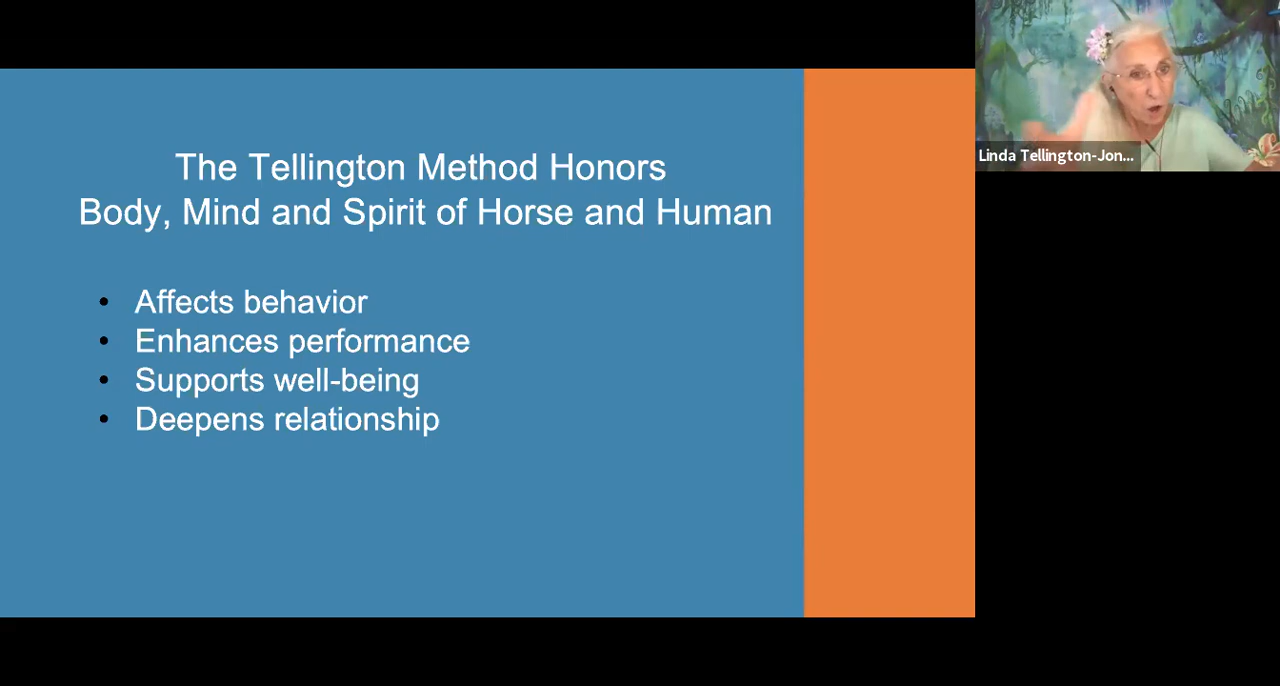 The Tellington Method Honors
Body, Mind and Spirit of Horse and Human
• Affects behavior
• Enhances performance
• Supports well-being
• Deepens relationship
Linda Tellington-Jon...